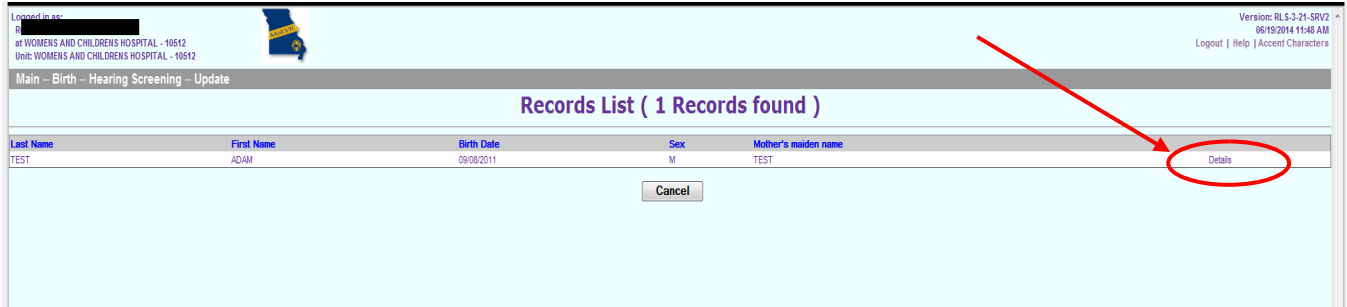 Logged in as:
R
at WOMENS AND CHILDRENS HOSPITAL - 10512
Unit: WOMENS AND CHILDRENS HOSPITAL - 10512
MoEVR
Version: RLS-3-21-SRV2
06/19/2014 11:48 AM
Logout | Help | Accent Characters
Main -- Birth -- Hearing Screening -- Update
Records List ( 1 Records found )
Last Name First Name Birth Date Sex Mother's maiden name
TEST ADAM 09/08/2011 M TEST Details
Cancel